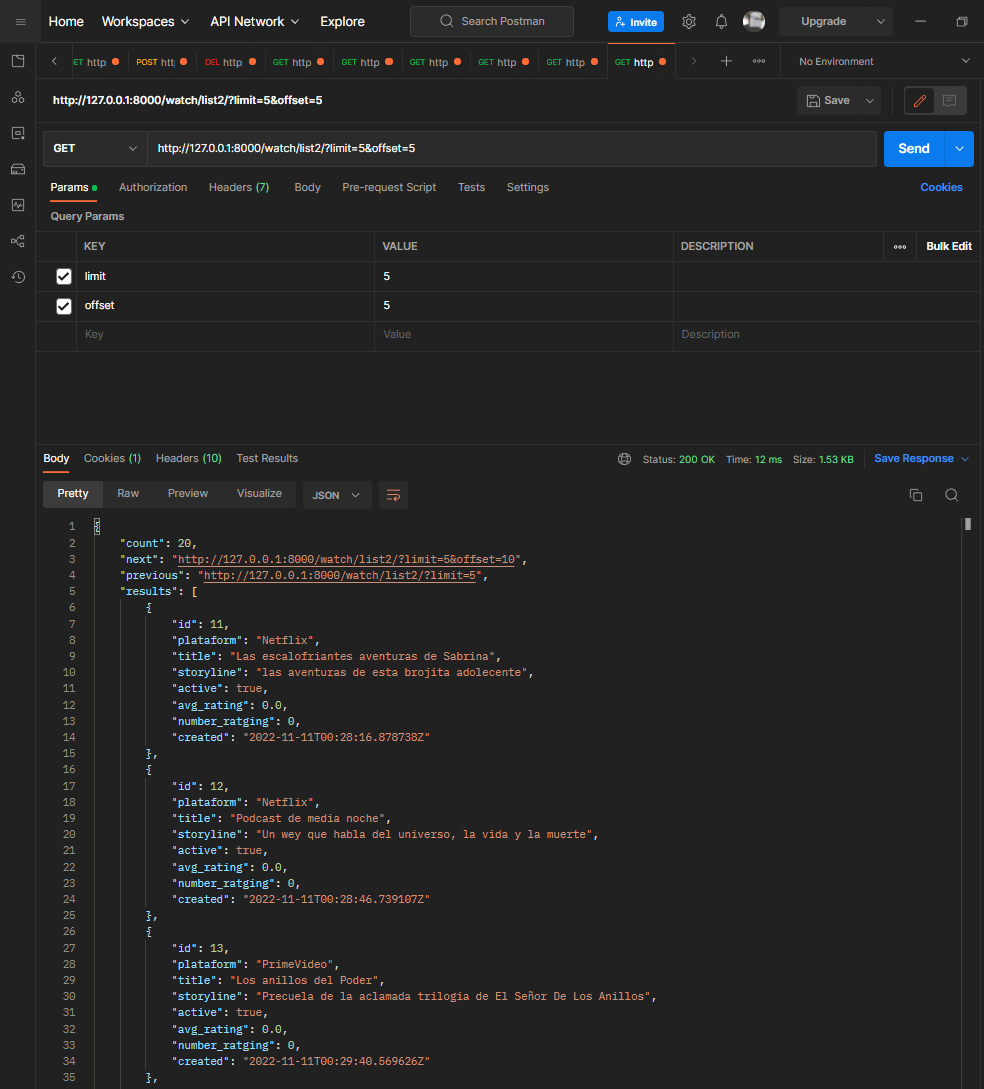 Home Workspaces API Network Explore Search Postman Invite Upgrade
ET http POST htt DEL http GET http GET http GET http GET http GET http GET http No Environment
http://127.0.0.1:8000/watch/list2/?limit=5&offset=5 Save
GET http://127.0.0.1:8000/watch/list2/?limit=5&offset=5 Send
Params Authorization Headers (7) Body Pre-request Script Tests Settings Cookies
Query Params
KEY VALUE DESCRIPTION Bulk Edit
limit 5
offset 5
Key Value Description
Body Cookies (1) Headers (10) Test Results Status: 200 OK Time: 12 ms Size: 1.53 KB Save Response
Pretty Raw Preview Visualize JSON
1 {
2 "count": 20,
3 "next": "http://127.0.0.1:8000/watch/list2/?limit=5&offset=10",
4 "previous": "http://127.0.0.1:8000/watch/list2/?limit=5",
5 "results": [
6 {
7 "id": 11,
8 "plataform": "Netflix",
9 "title": "Las escalofriantes aventuras de Sabrina",
10 "storyline": "las aventuras de esta brojita adolecente",
11 "active": true,
12 "avg_rating": 0.0,
13 "number_ratging": 0,
14 "created": "2022-11-11T00:28:16.878738Z"
15 },
16 {
17 "id": 12,
18 "plataform": "Netflix",
19 "title": "Podcast de media noche",
20 "storyline": "Un wey que habla del universo, la vida y la muerte",
21 "active": true,
22 "avg_rating": 0.0,
23 "number_ratging": 0,
24 "created": "2022-11-11T00:28:46.739107Z"
25 },
26 {
27 "id": 13,
28 "plataform": "PrimeVideo",
29 "title": "Los anillos del Poder",
30 "storyline": "Precuela de la aclamada trilogia de El Señor De Los Anillos",
31 "active": true,
32 "avg_rating": 0.0,
33 "number_ratging": 0,
34 "created": "2022-11-11T00:29:40.569626Z"
35 },